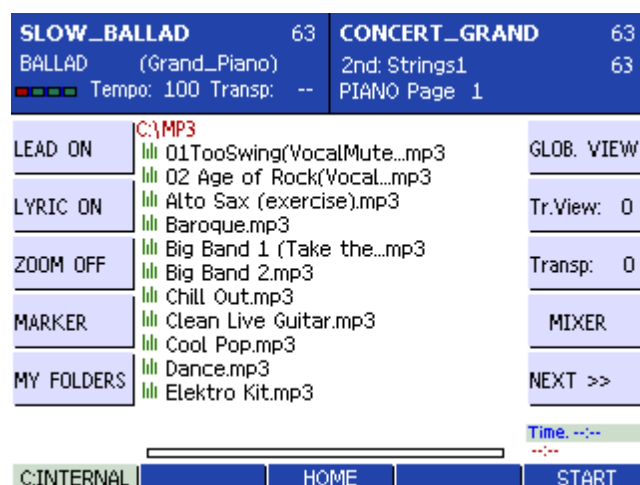 SLOW_BALLAD 63
BALLAD (Grand_Piano)
Tempo: 100 Transp: --
CONCERT_GRAND 63
2nd: Strings1 63
PIANO Page 1
LEAD ON
LYRIC ON
ZOOM OFF
MARKER
MY FOLDERS
C:\MP3
01TooSwing(VocalMute...mp3
02 Age of Rock(Vocal...mp3
Alto Sax (exercise).mp3
Baroque.mp3
Big Band 1 (Take the...mp3
Big Band 2.mp3
Chill Out.mp3
Clean Live Guitar.mp3
Cool Pop.mp3
Dance.mp3
Elektro Kit.mp3
GLOB. VIEW
Tr.View: 0
Transp: 0
MIXER
NEXT >>
Time. --:--
--:--
C:INTERNAL
HOME
START